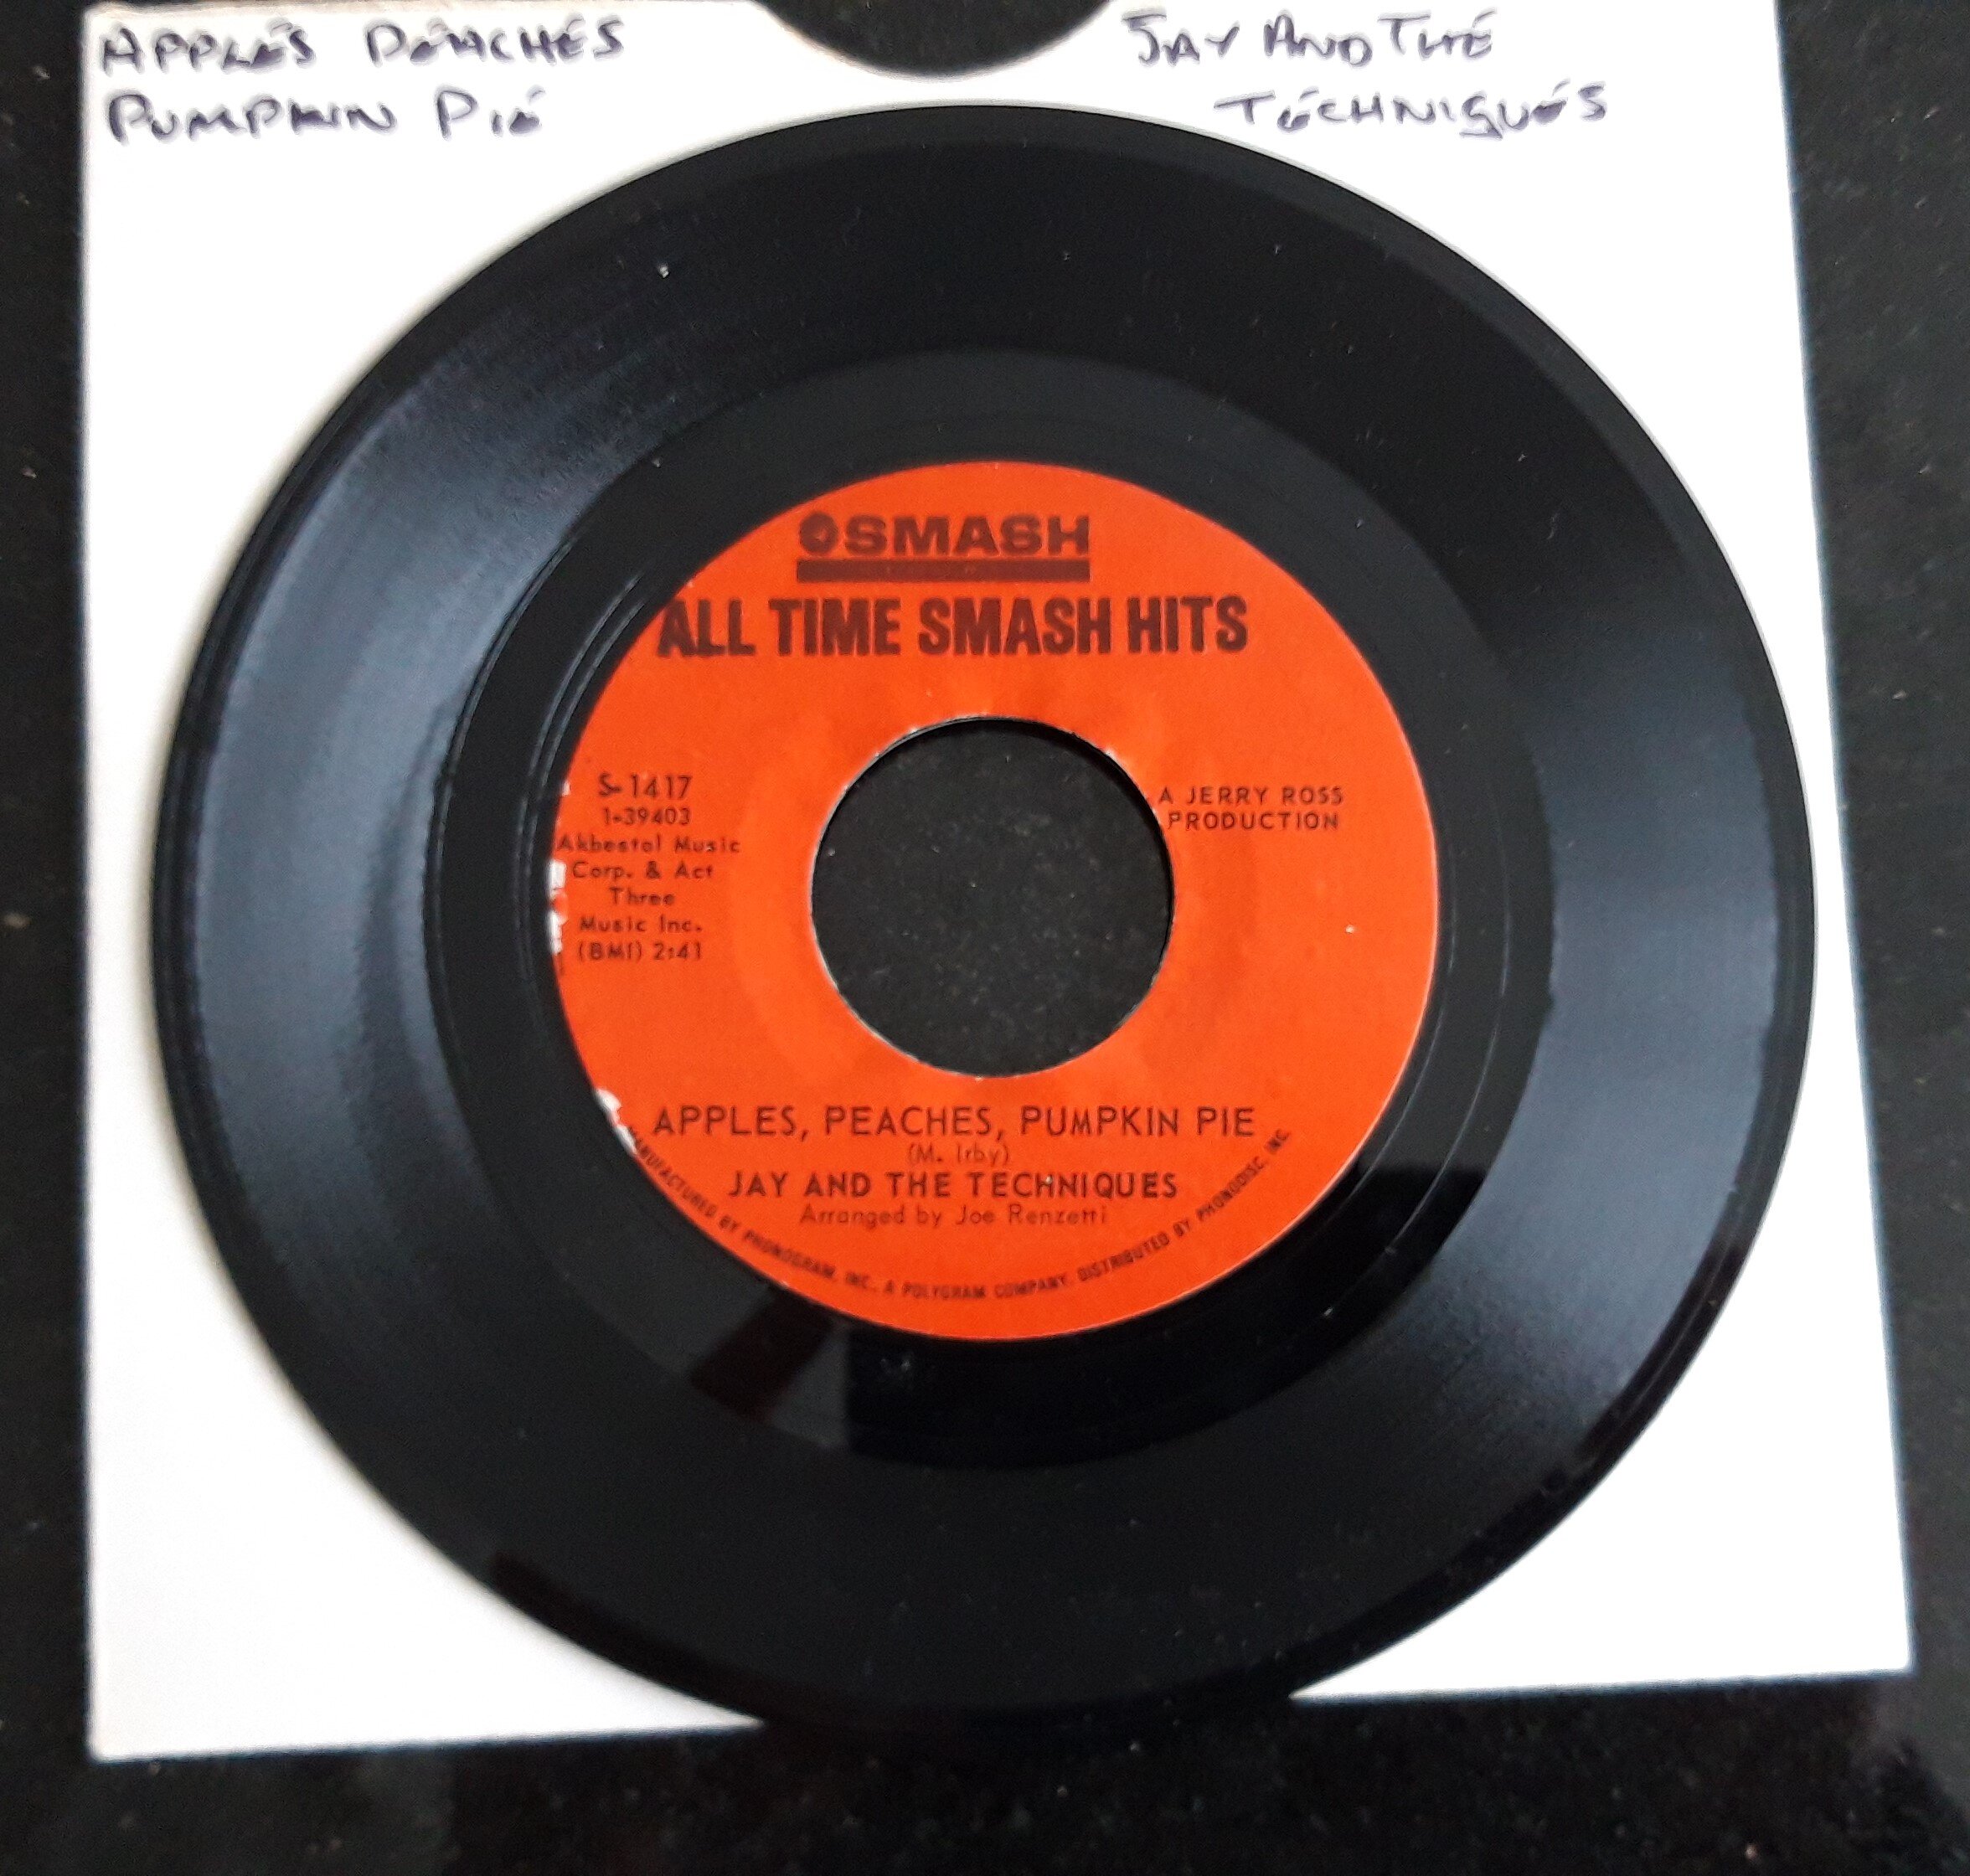 APPLES PEACHES
PUMPKIN PIE
JAY AND THE
TECHNIQUES
SMASH
ALL TIME SMASH HITS
S-1417
1-39403
Akbestal Music
Corp. & Act
Three
Music Inc.
(BMI) 2:41
A JERRY ROSS
PRODUCTION
APPLES, PEACHES, PUMPKIN PIE
(M. Irby)
JAY AND THE TECHNIQUES
Arranged by Joe Renzetti
MANUFACTURED BY PHONOGRAM, INC., A POLYGRAM COMPANY. DISTRIBUTED BY PHONODISC, INC.